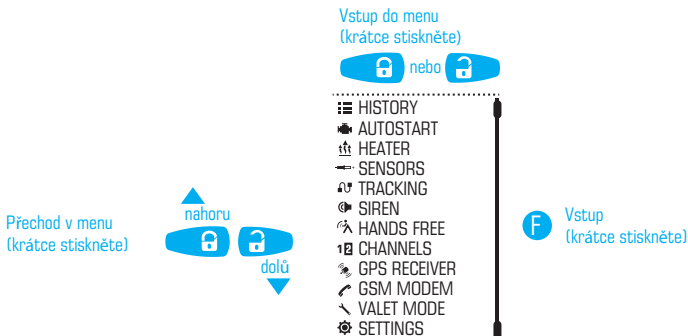 Vstup do menu
(krátce stiskněte)
nebo
HISTORY
AUTOSTART
HEATER
SENSORS
TRACKING
SIREN
HANDS FREE
12 CHANNELS
GPS RECEIVER
GSM MODEM
VALET MODE
SETTINGS
Přechod v menu
(krátce stiskněte)
nahoru
dolů
F
Vstup
(krátce stiskněte)